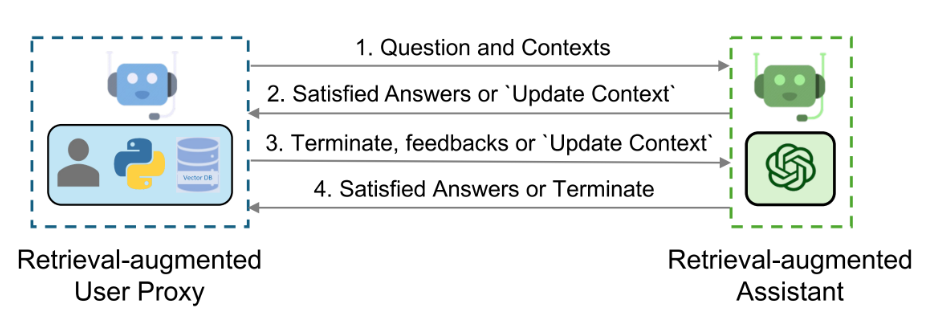 1. Question and Contexts
2. Satisfied Answers or `Update Context`
3. Terminate, feedbacks or `Update Context`
Vector DB
4. Satisfied Answers or Terminate
Retrieval-augmented
User Proxy
Retrieval-augmented
Assistant